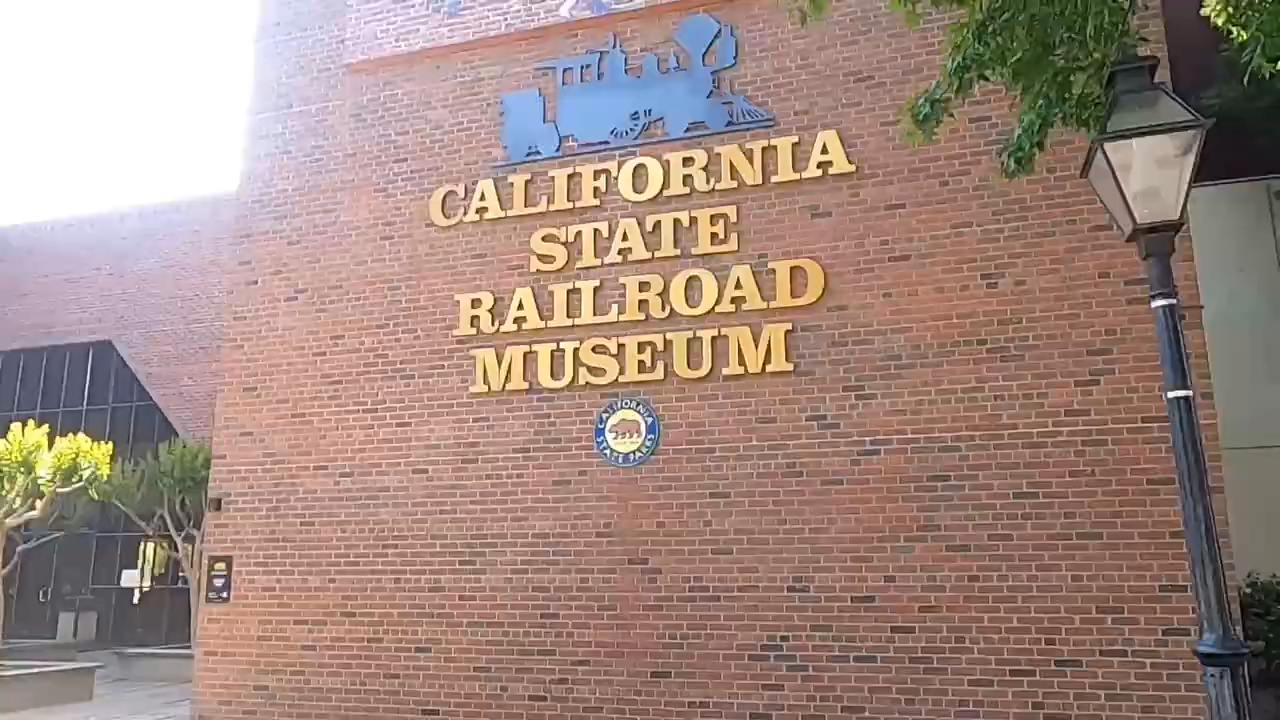 CALIFORNIA
STATE
RAILROAD
MUSEUM
CALIFORNIA
STATE PARKS